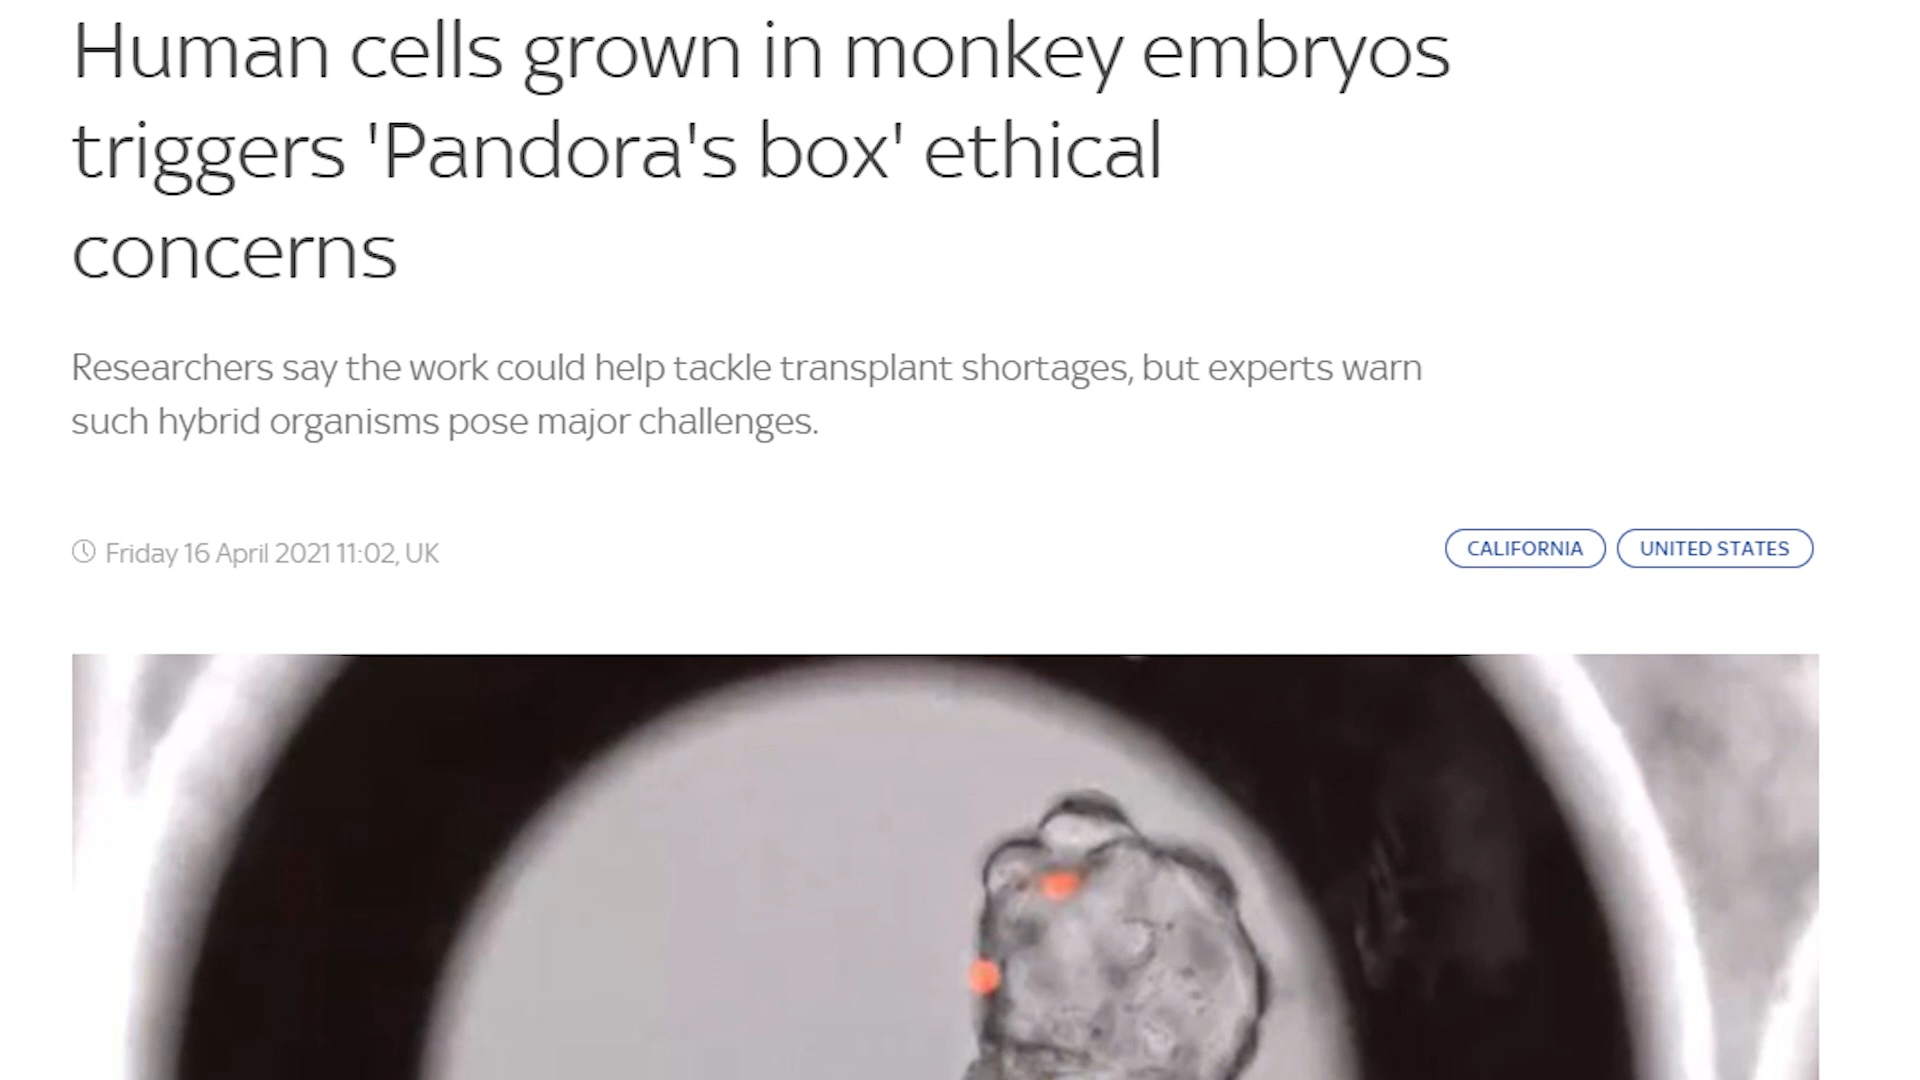 Human cells grown in monkey embryos
triggers 'Pandora's box' ethical
concerns
Researchers say the work could help tackle transplant shortages, but experts warn
such hybrid organisms pose major challenges.
Friday 16 April 2021 11:02, UK
CALIFORNIA
UNITED STATES